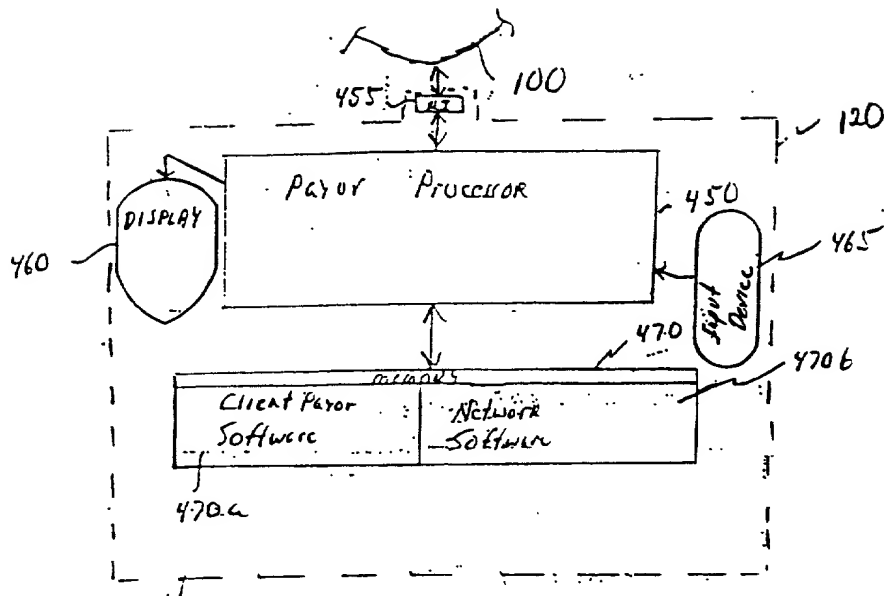 100
455
120
Payor Processor
450
DISPLAY
460
465
Input
Device
470
470b
memory
Client Payor
Software
Network
Software
470a